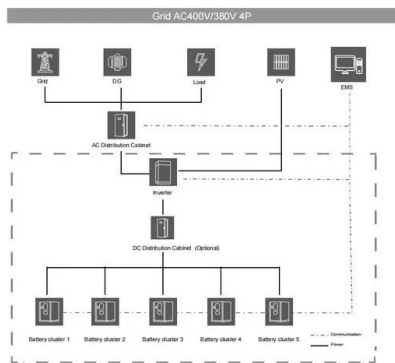 Grid AC400V/380V 4P
Grid
DG
Load
PV
EMS
AC Distribution Cabinet
Inverter
DC Distribution Cabinet (Optional)
Battery cluster 1
Battery cluster 2
Battery cluster 3
Battery cluster 4
Battery cluster 5
Communication
Power